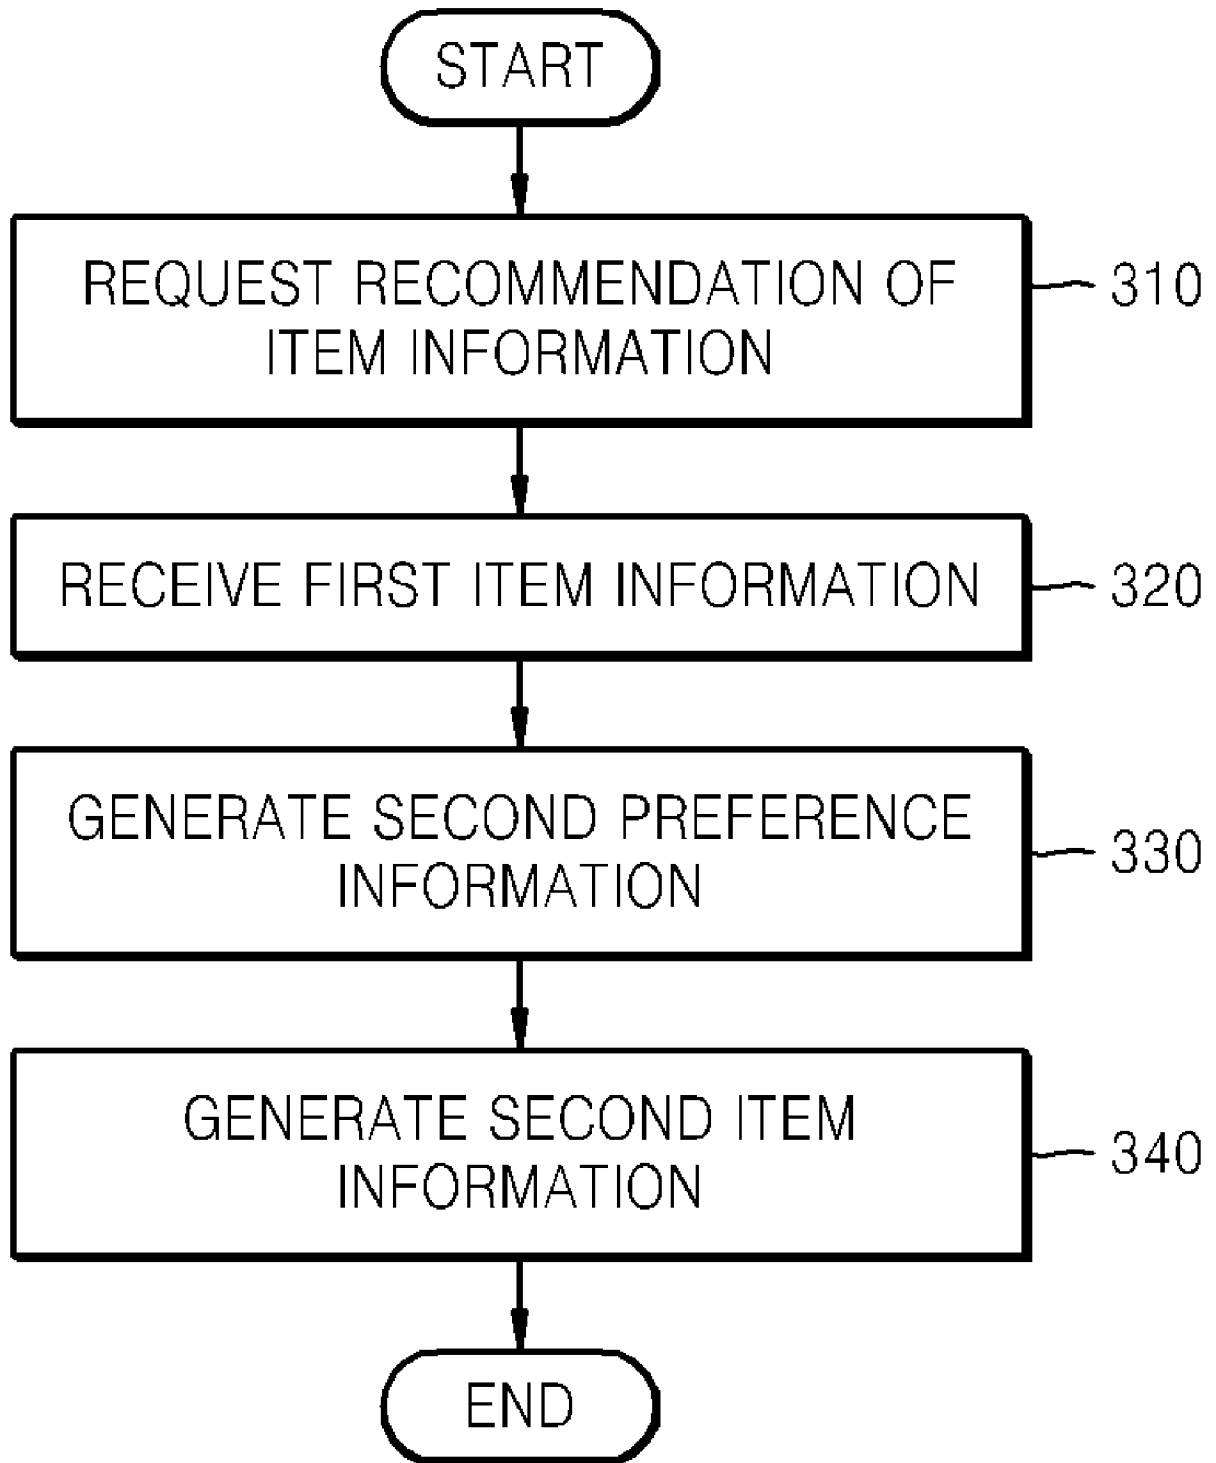 START
REQUEST RECOMMENDATION OF
ITEM INFORMATION
310
RECEIVE FIRST ITEM INFORMATION
320
GENERATE SECOND PREFERENCE
INFORMATION
330
GENERATE SECOND ITEM
INFORMATION
340
END